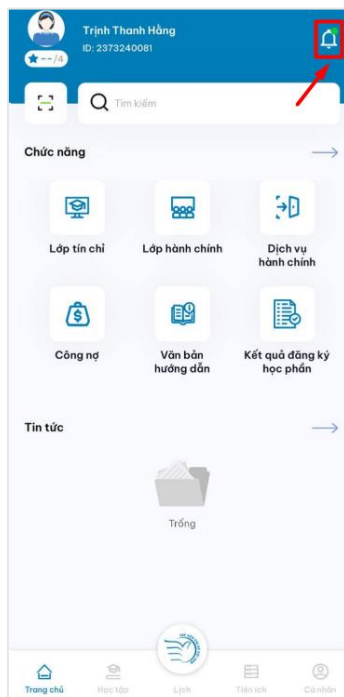 Trịnh Thanh Hằng
ID: 2373240081
--/4
Tìm kiếm
Chức năng
Lớp tín chỉ
Lớp hành chính
Dịch vụ
hành chính
Công nợ
Văn bản
hướng dẫn
Kết quả đăng ký
học phần
Tin tức
Trống
Trang chủ
Học tập
Lịch
Tiện ích
Cá nhân